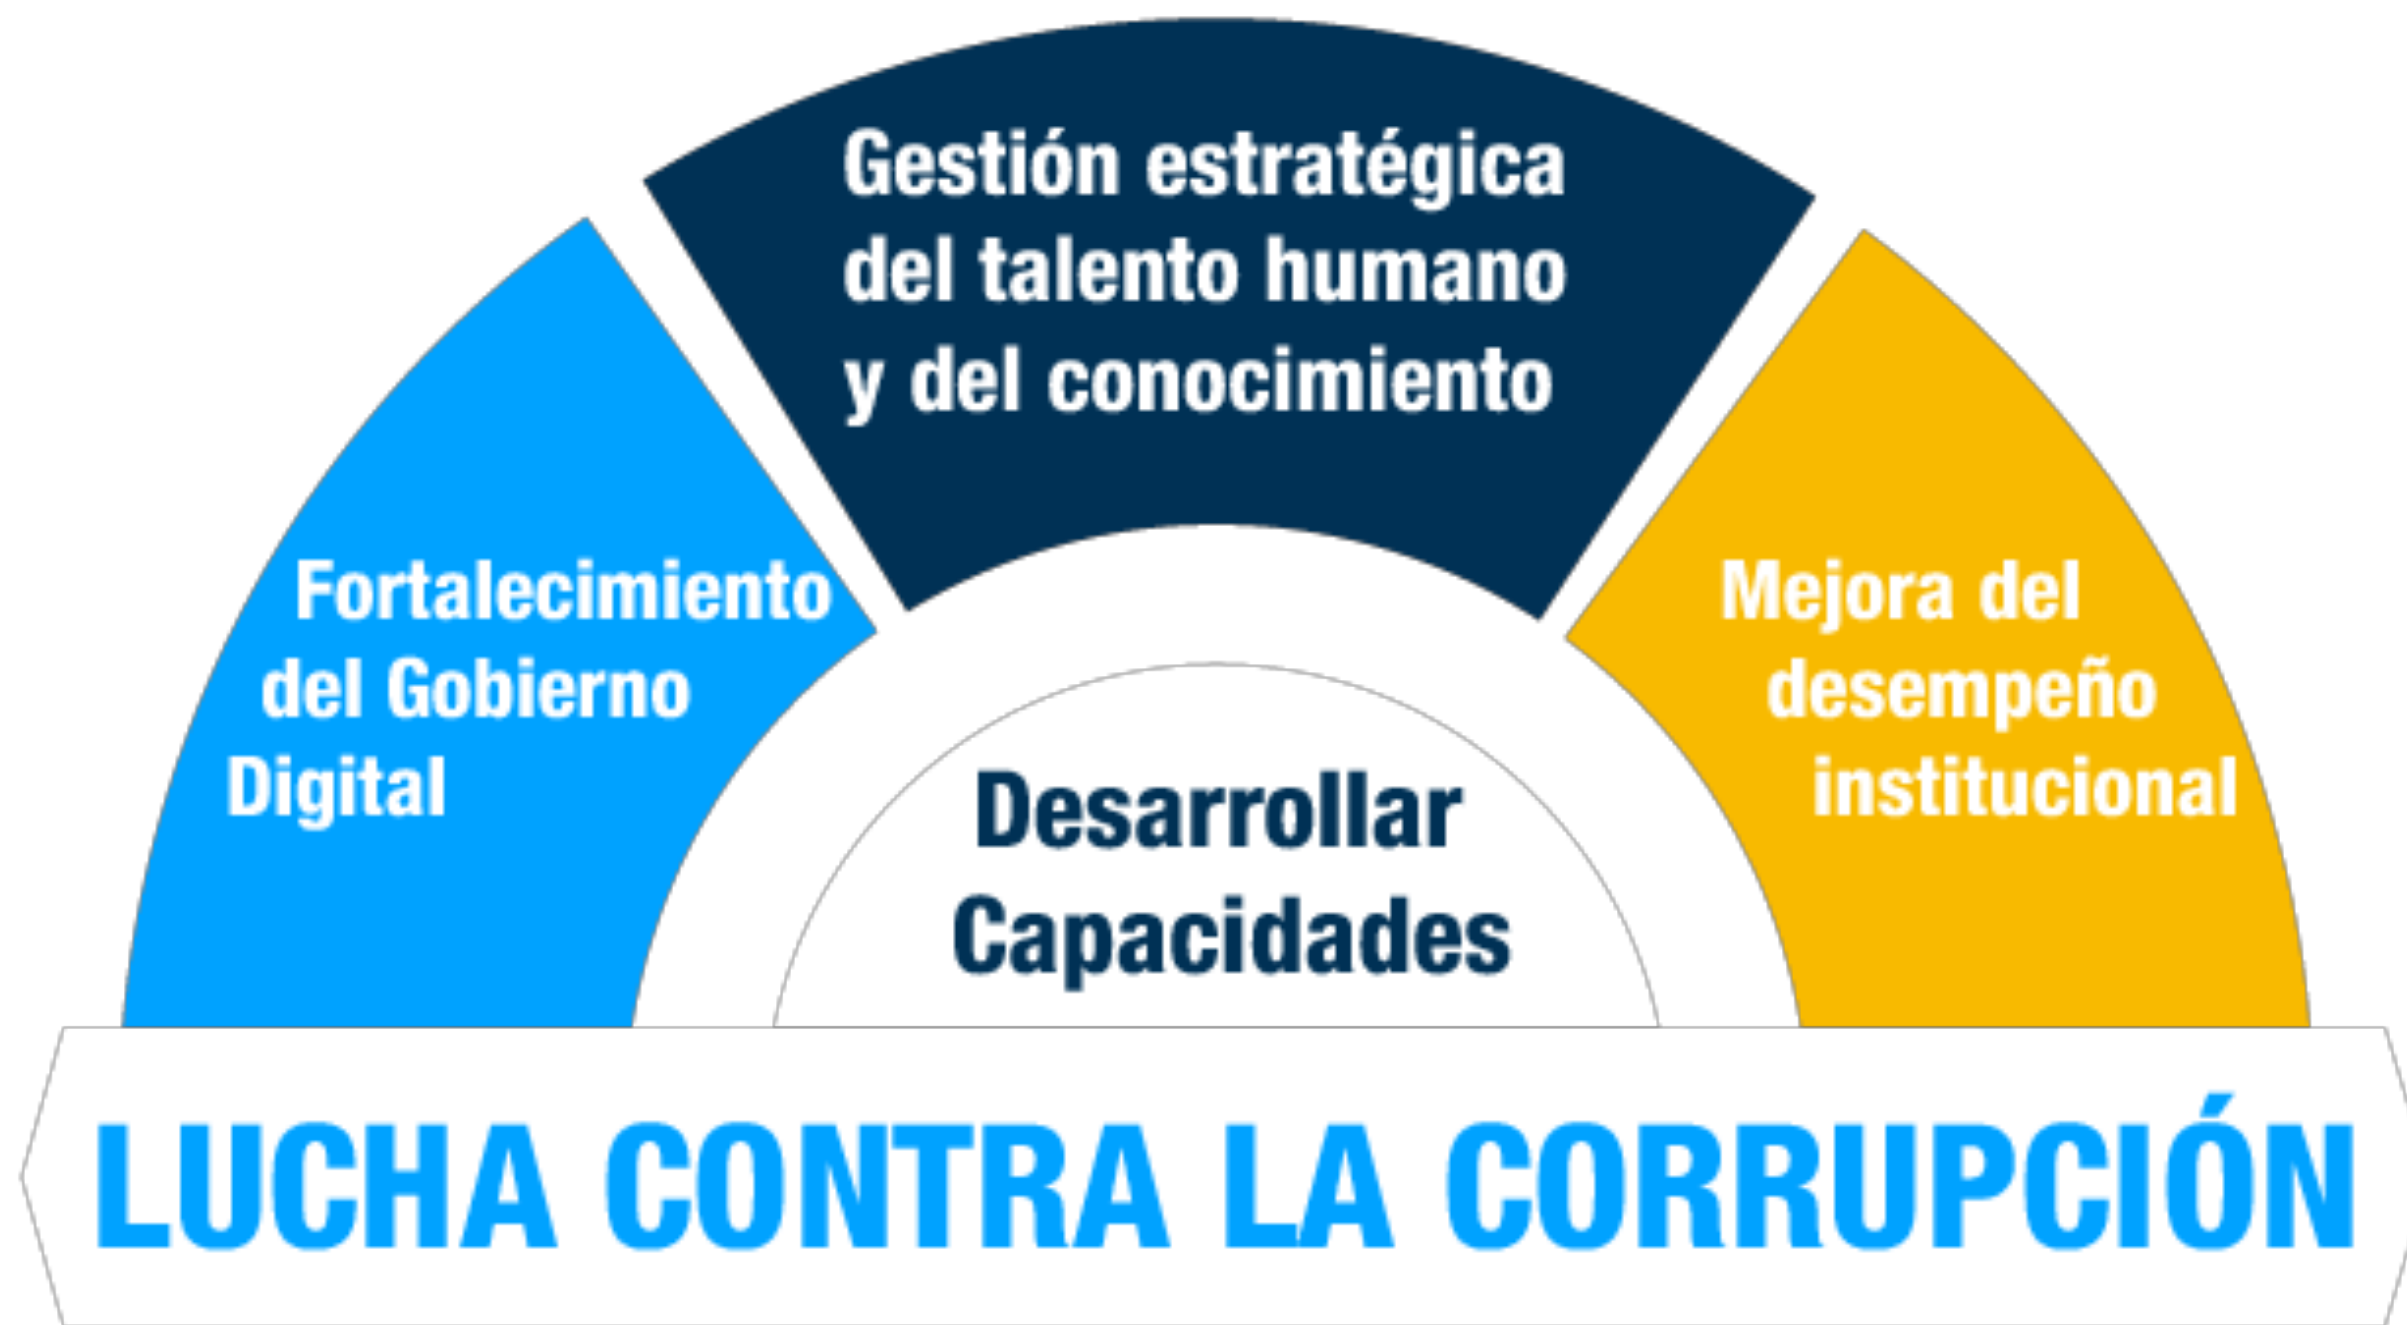 Gestión estratégica
del talento humano
y del conocimiento
Fortalecimiento
del Gobierno
Digital
Mejora del
desempeño
institucional
Desarrollar
Capacidades
LUCHA CONTRA LA CORRUPCIÓN